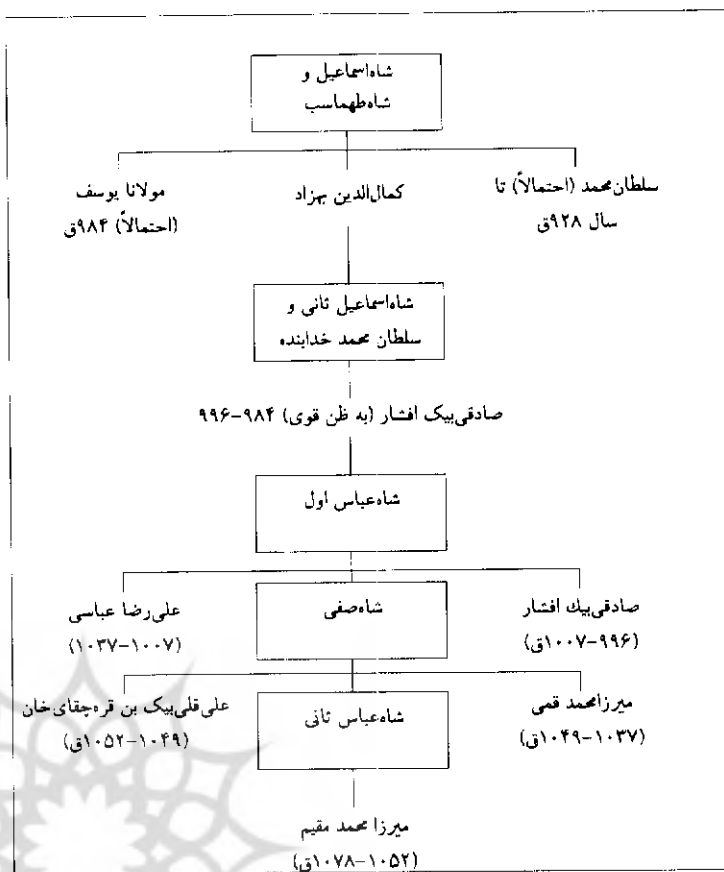 شاه‌اسماعیل و
شاه‌طهماسب
سلطان‌محمد (احتمالاً) تا
سال ۹۲۸ق
کمال‌الدین بهزاد
مولانا یوسف
(احتمالاً) ۹۸۴ق
شاه‌اسماعیل ثانی و
سلطان محمد خدابنده
صادقی‌بیک افشار (به ظن قوی) ۹۸۴-۹۹۶
شاه‌عباس اول
صادقی‌بیك افشار
(۹۹۶-۱۰۰۷ق)
شاه‌صفی
علی‌رضا عباسی
(۱۰۰۷-۱۰۳۷)
میرزامحمد قمی
(۱۰۳۷-۱۰۴۹ق)
شاه‌عباس ثانی
علی‌قلی‌بیک بن قره‌چقای‌خان
(۱۰۴۹-۱۰۵۲ق)
میرزا محمد مقیم
(۱۰۵۲-۱۰۷۸ق)